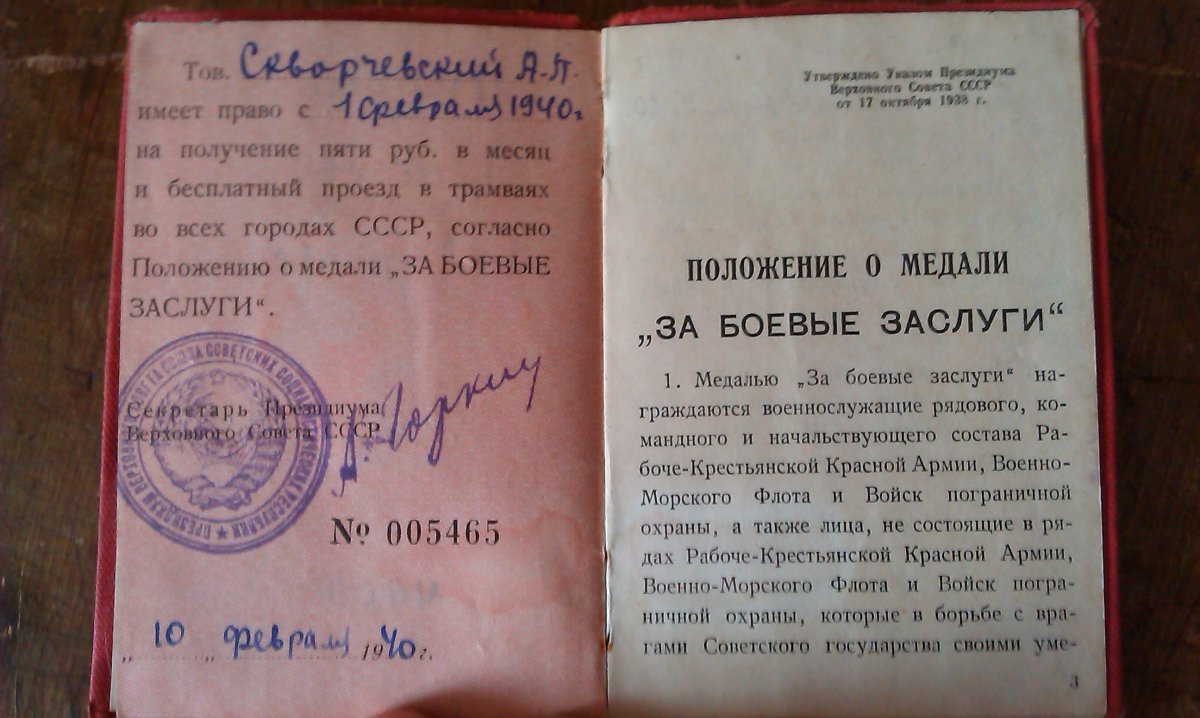 Тов. Скворчевский А.П.
имеет право с 1 февраля 1940 г.
на получение пяти руб. в месяц
и бесплатный проезд в трамваях
во всех городах СССР, согласно
Положению о медали „ЗА БОЕВЫЕ
ЗАСЛУГИ“.
Секретарь Президиума
Верховного Совета СССР
Горкин
№ 005465
„ 10 „ февраля 1940 г.
Утверждено Указом Президиума
Верховного Совета СССР
от 17 октября 1938 г.
ПОЛОЖЕНИЕ О МЕДАЛИ
„ЗА БОЕВЫЕ ЗАСЛУГИ“
1. Медалью „За боевые заслуги“ на-
граждаются военнослужащие рядового, ко-
мандного и начальствующего состава Ра-
боче-Крестьянской Красной Армии, Военно-
Морского Флота и Войск пограничной
охраны, а также лица, не состоящие в ря-
дах Рабоче-Крестьянской Красной Армии,
Военно-Морского Флота и Войск погра-
ничной охраны, которые в борьбе с вра-
гами Советского государства своими уме-
3